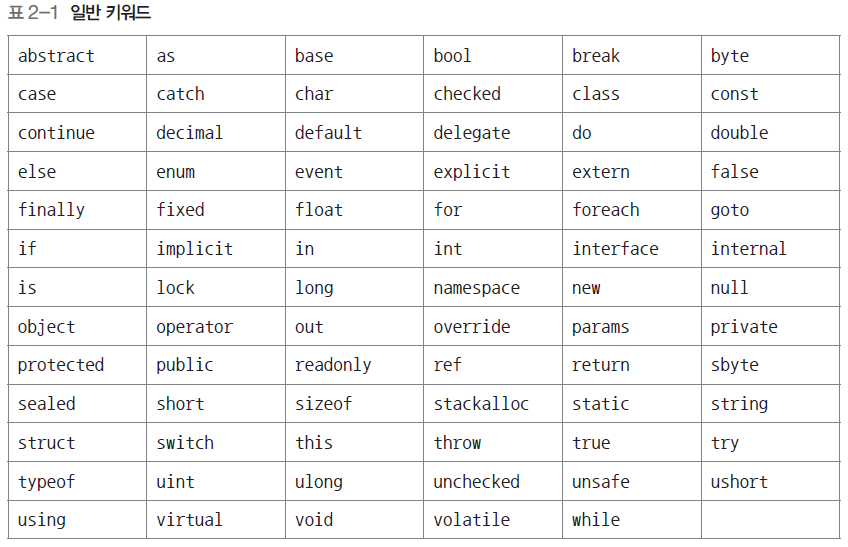 표 2-1 일반 키워드
abstract as base bool break byte
case catch char checked class const
continue decimal default delegate do double
else enum event explicit extern false
finally fixed float for foreach goto
if implicit in int interface internal
is lock long namespace new null
object operator out override params private
protected public readonly ref return sbyte
sealed short sizeof stackalloc static string
struct switch this throw true try
typeof uint ulong unchecked unsafe ushort
using virtual void volatile while